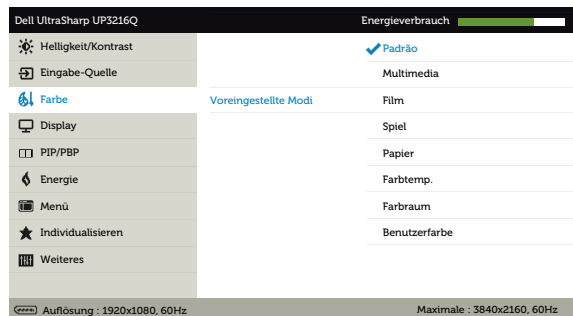 Dell UltraSharp UP3216Q Energieverbrauch
Helligkeit/Kontrast Padrão
Eingabe-Quelle Multimedia
Farbe Voreingestellte Modi Film
Display Spiel
PIP/PBP Papier
Energie Farbtemp.
Menü Farbraum
Individualisieren Benutzerfarbe
Weiteres
Auflösung : 1920x1080, 60Hz Maximale : 3840x2160, 60Hz